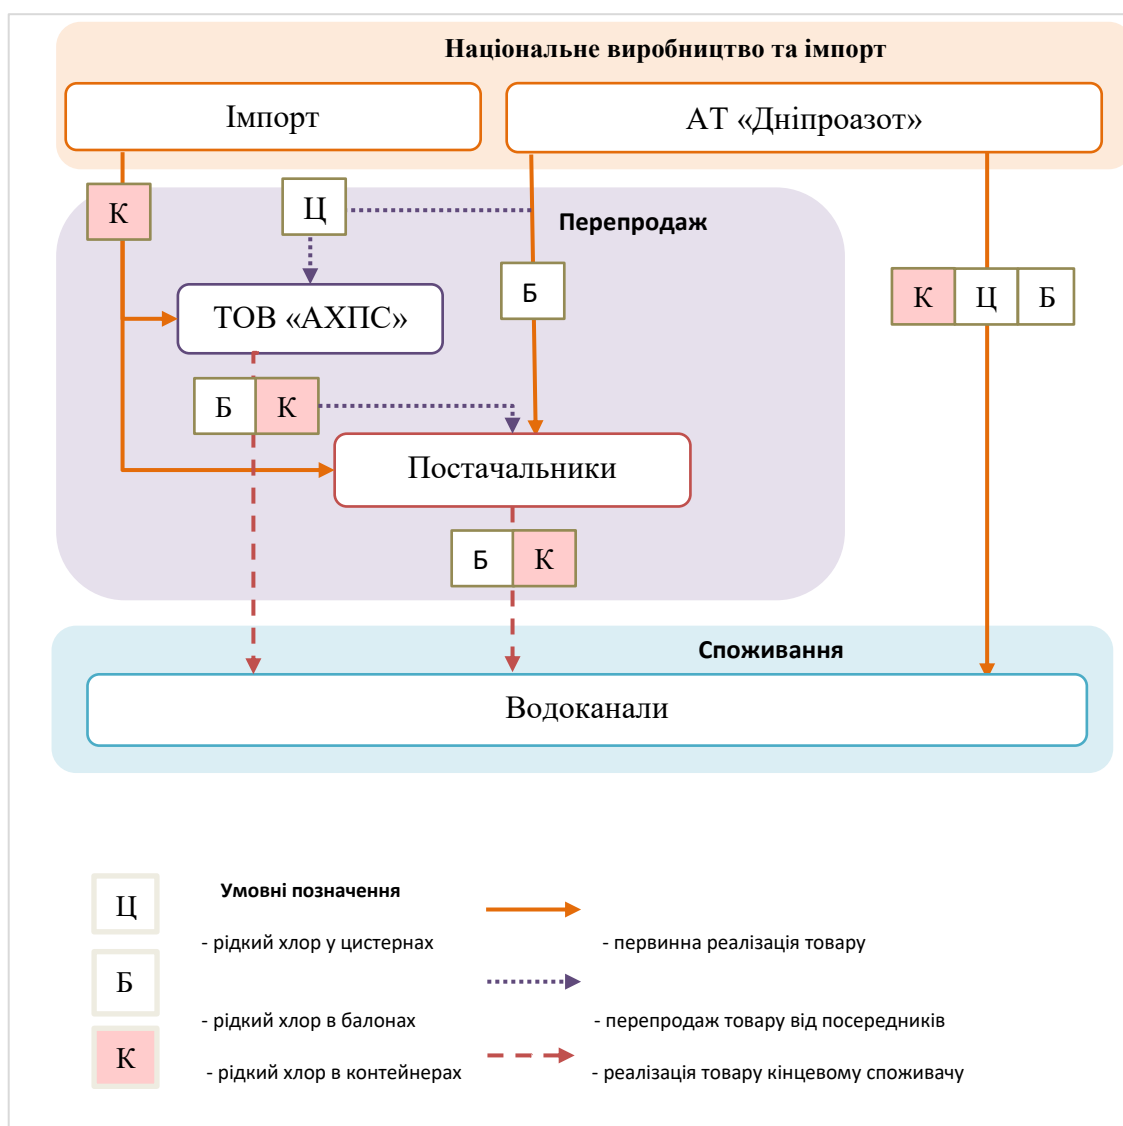 Національне виробництво та імпорт
Імпорт
АТ «Дніпроазот»
К
Ц
Перепродаж
Б
К Ц Б
ТОВ «АХПС»
Б К
Постачальники
Б К
Споживання
Водоканали
Ц
Умовні позначення
- рідкий хлор у цистернах
- первинна реалізація товару
Б
- рідкий хлор в балонах
- перепродаж товару від посередників
К
- рідкий хлор в контейнерах
- реалізація товару кінцевому споживачу